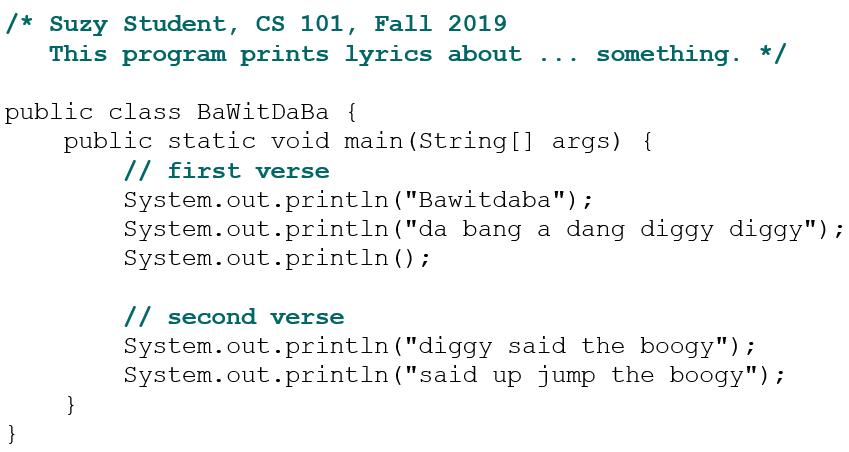 /* Suzy Student, CS 101, Fall 2019
   This program prints lyrics about ... something. */

public class BaWitDaBa {
    public static void main(String[] args) {
        // first verse
        System.out.println("Bawitdaba");
        System.out.println("da bang a dang diggy diggy");
        System.out.println();

        // second verse
        System.out.println("diggy said the boogy");
        System.out.println("said up jump the boogy");
    }
}